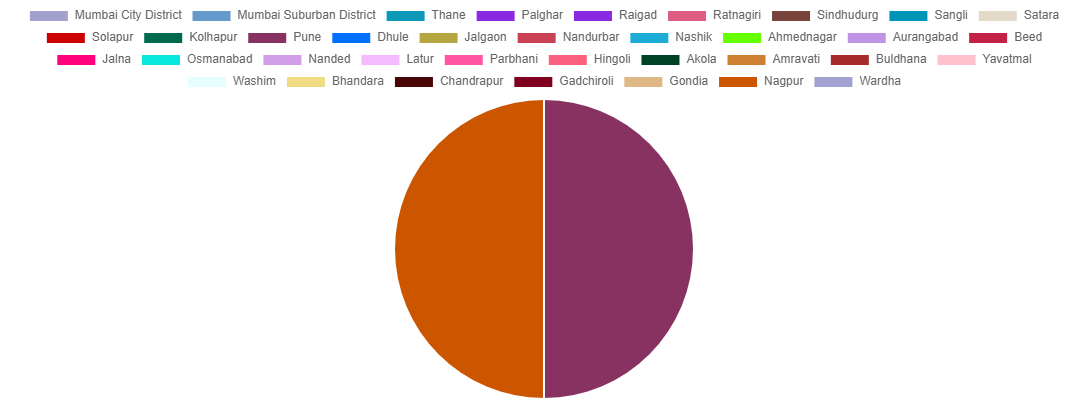 Mumbai City District Mumbai Suburban District Thane Palghar Raigad Ratnagiri Sindhudurg Sangli Satara
Solapur Kolhapur Pune Dhule Jalgaon Nandurbar Nashik Ahmednagar Aurangabad Beed
Jalna Osmanabad Nanded Latur Parbhani Hingoli Akola Amravati Buldhana Yavatmal
Washim Bhandara Chandrapur Gadchiroli Gondia Nagpur Wardha